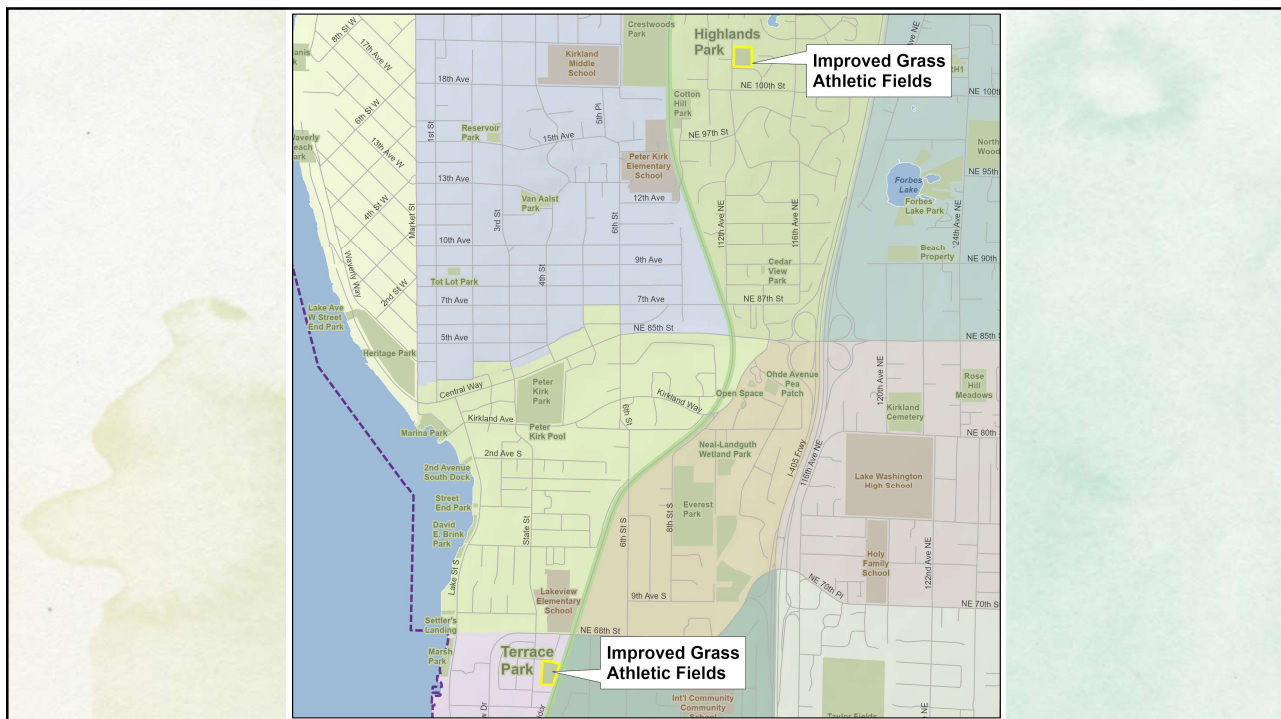 Crestwoods
Park
Highlands
Park
Improved Grass
Athletic Fields
8th St W
17th Ave W
6th St W
13th Ave W
4th St W
2nd St W
Kirkland
Middle
School
18th Ave
1st St
5th Pl
Reservoir
Park
15th Ave
Cotton
Hill
Park
NE 100th St
NE 97th St
Peter Kirk
Elementary
School
13th Ave
12th Ave
Van Aalst
Park
3rd St
6th St
Market St
10th Ave
9th Ave
4th St
Tot Lot Park
7th Ave
7th Ave
5th Ave
112th Ave NE
116th Ave NE
Cedar
View
Park
NE 87th St
NE 85th St
Forbes
Lake
Forbes
Lake Park
Beach
Property
North
Wood
NE 95th
NE 90th
NE 85th
124th Ave NE
Waverly Way
Lake Ave
W Street
End Park
Heritage Park
Central Way
Peter
Kirk
Park
Kirkland Ave
Kirkland Way
6th St
Peter
Kirk Pool
Marina Park
2nd Ave S
2nd Avenue
South Dock
Street
End Park
David
E. Brink
Park
State St
Lake St S
Open Space
Ohde Avenue
Pea
Patch
Neal-Landguth
Wetland Park
Everest
Park
6th St S
8th St S
9th Ave S
I-405 Frwy
116th Ave NE
120th Ave NE
Kirkland
Cemetery
Rose
Hill
Meadows
NE 80th
Lake Washington
High School
Holy
Family
School
122nd Ave NE
NE 70th Pl
NE 70th St
Lakeview
Elementary
School
Settler's
Landing
NE 68th St
Marsh
Park
Terrace
Park
Improved Grass
Athletic Fields
Int'l Community
Community
School
Taylor Fields